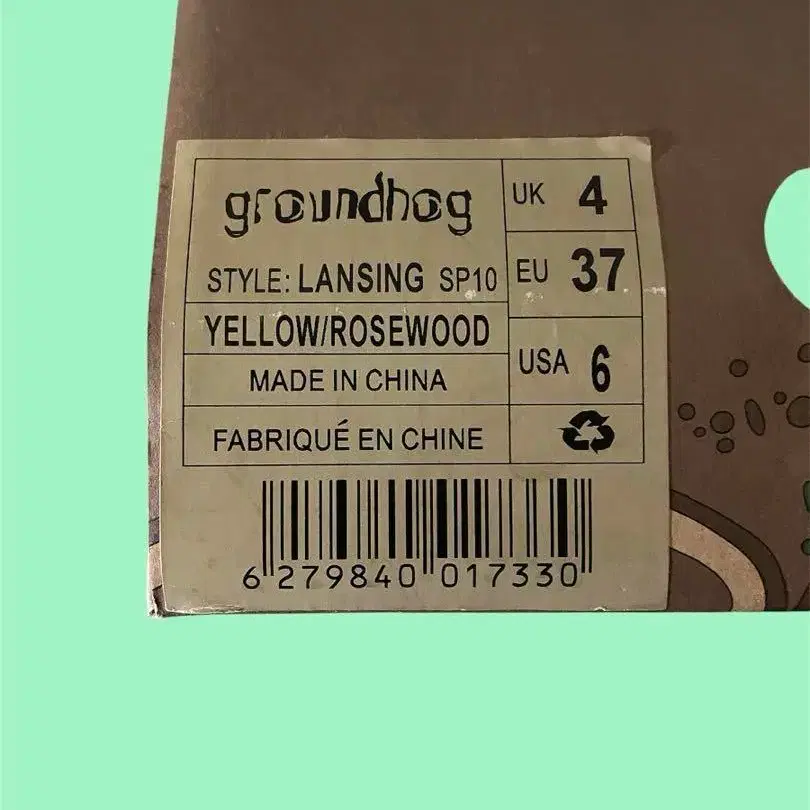 groundhog
STYLE: LANSING SP10
YELLOW/ROSEWOOD
MADE IN CHINA
FABRIQUÉ EN CHINE
UK 4
EU 37
USA 6
6 279840 017330